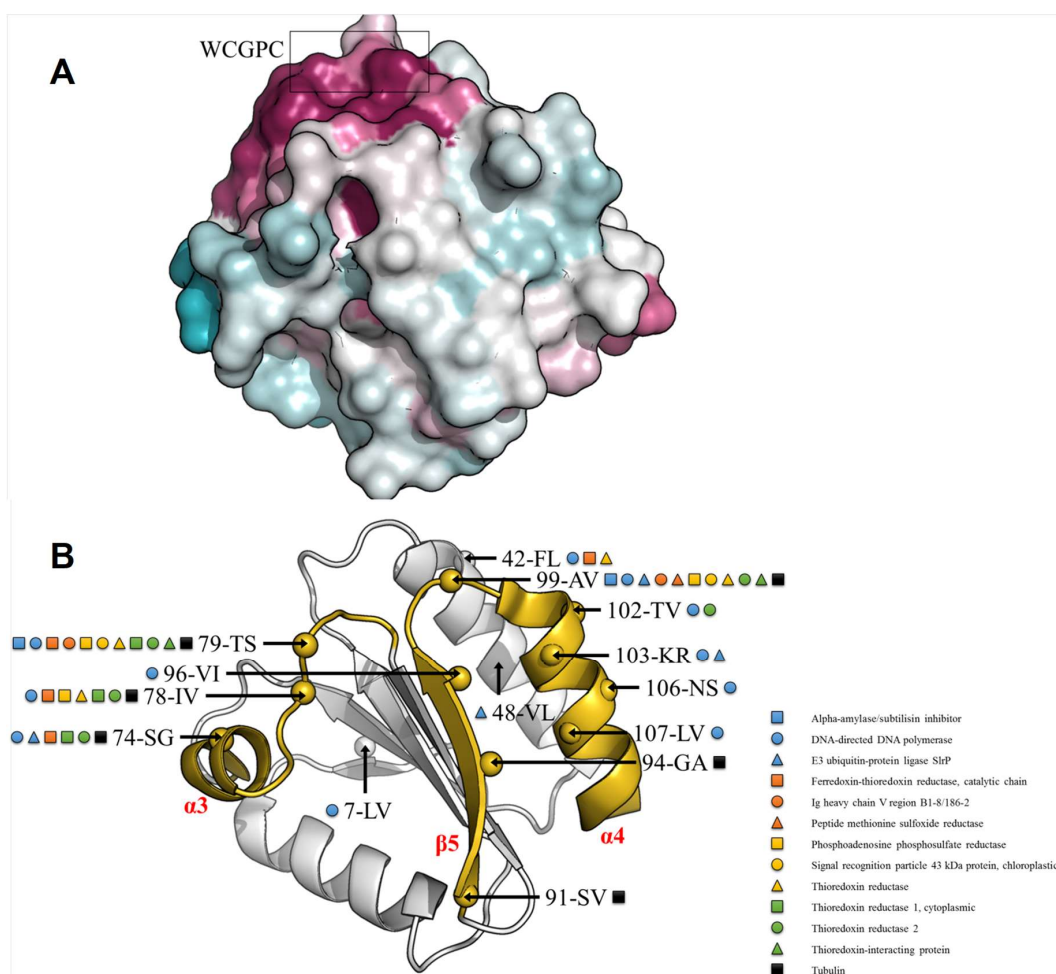 A
WCGPC
B
42-FL
99-AV
102-TV
79-TS
103-KR
96-VI
106-NS
78-IV
48-VL
107-LV
74-SG
94-GA
α3
7-LV
β5
α4
91-SV
Alpha-amylase/subtilisin inhibitor
DNA-directed DNA polymerase
E3 ubiquitin-protein ligase SlrP
Ferredoxin-thioredoxin reductase, catalytic chain
Ig heavy chain V region B1-8/186-2
Peptide methionine sulfoxide reductase
Phosphoadenosine phosphosulfate reductase
Signal recognition particle 43 kDa protein, chloroplastic
Thioredoxin reductase
Thioredoxin reductase 1, cytoplasmic
Thioredoxin reductase 2
Thioredoxin-interacting protein
Tubulin